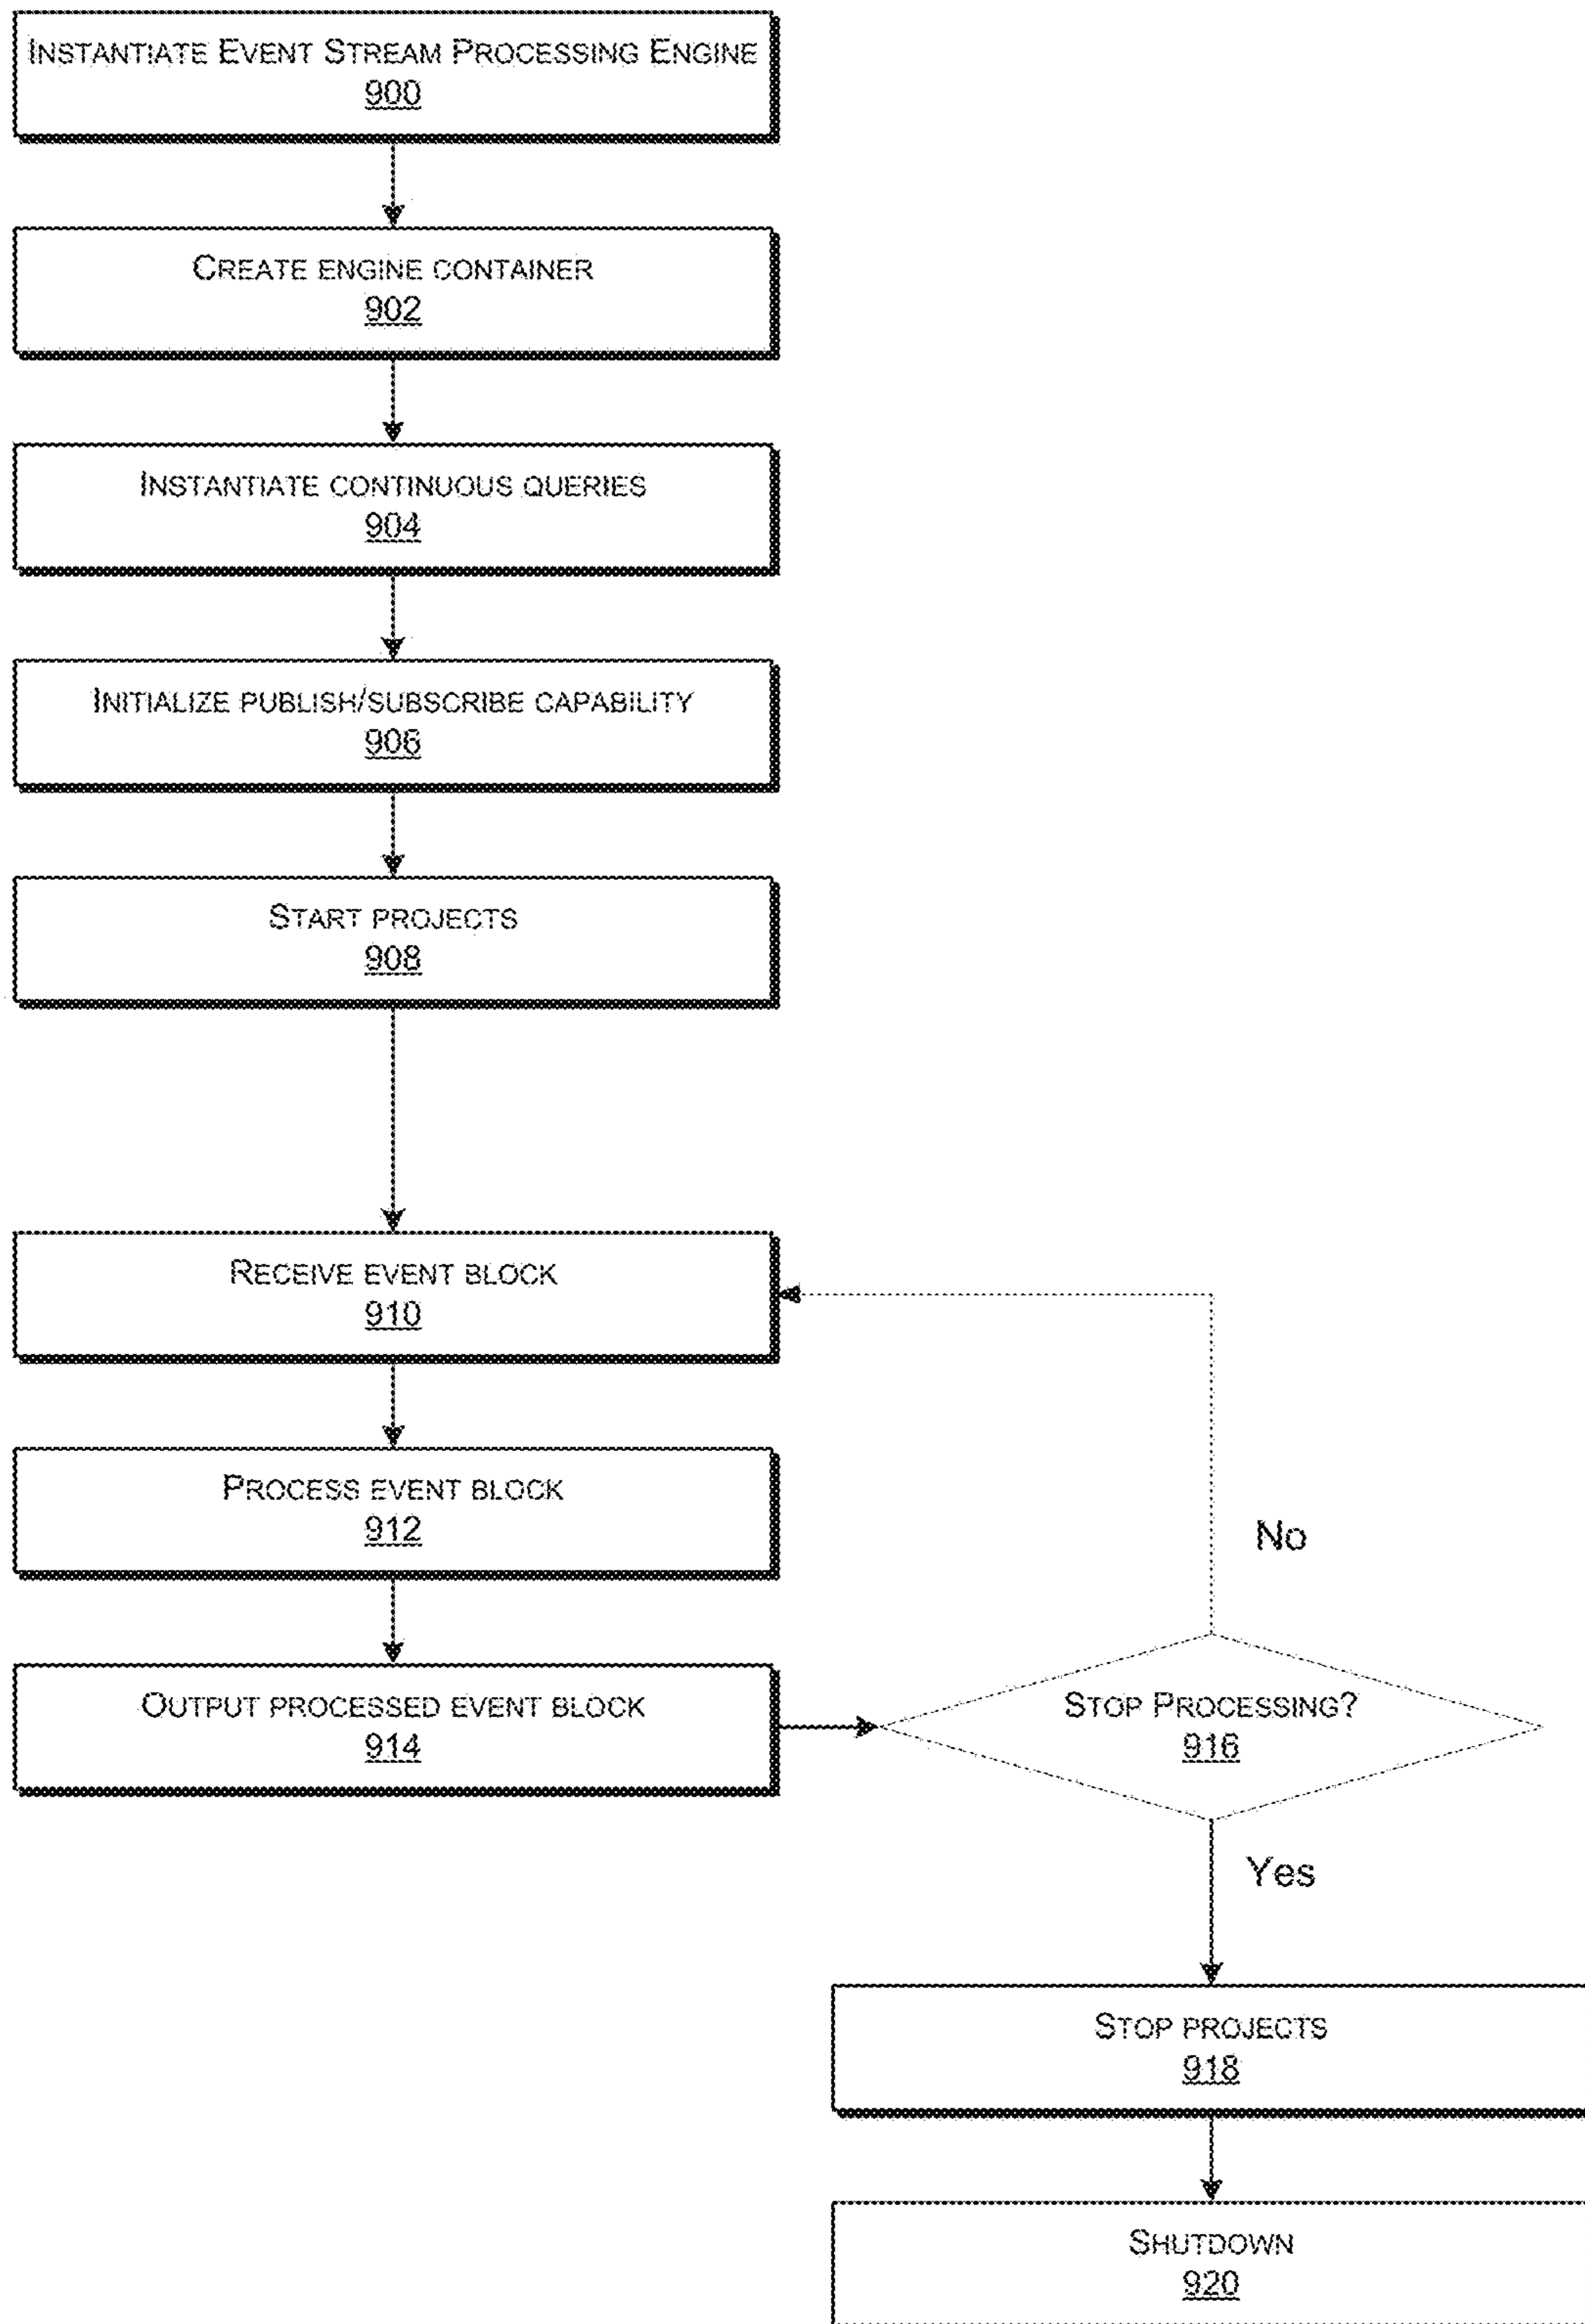 INSTANTIATE EVENT STREAM PROCESSING ENGINE
900
CREATE ENGINE CONTAINER
902
INSTANTIATE CONTINUOUS QUERIES
904
INITIALIZE PUBLISH/SUBSCRIBE CAPABILITY
906
START PROJECTS
908
RECEIVE EVENT BLOCK
910
PROCESS EVENT BLOCK
912
No
OUTPUT PROCESSED EVENT BLOCK
914
STOP PROCESSING?
916
Yes
STOP PROJECTS
918
SHUTDOWN
920